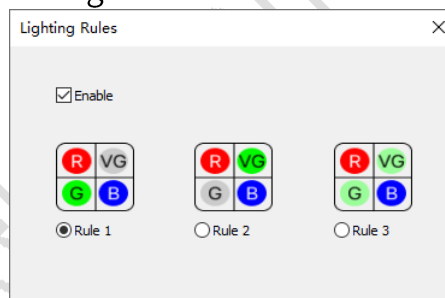 Lighting Rules
Enable
R VG R VG R VG
G B G B G B
Rule 1 Rule 2 Rule 3